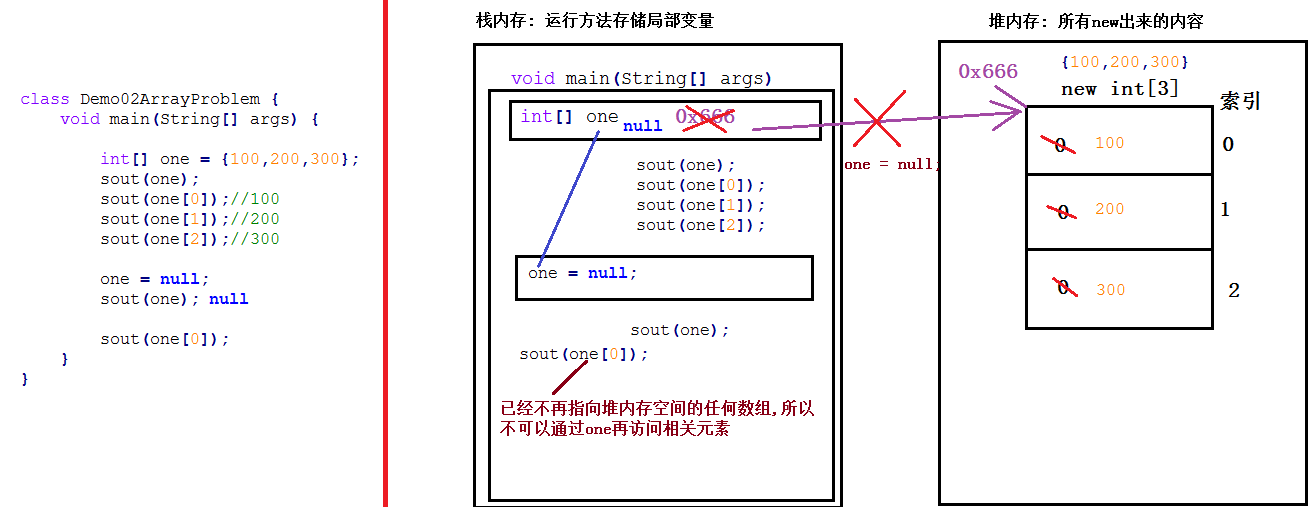 class Demo02ArrayProblem {
void main(String[] args) {
int[] one = {100,200,300};
sout(one);
sout(one[0]);//100
sout(one[1]);//200
sout(one[2]);//300
one = null;
sout(one); null
sout(one[0]);
}
}
栈内存: 运行方法存储局部变量
void main(String[] args)
int[] one null 0x666
sout(one);
sout(one[0]);
sout(one[1]);
sout(one[2]);
one = null;
sout(one);
sout(one[0]);
已经不再指向堆内存空间的任何数组,所以
不可以通过one再访问相关元素
one = null;
堆内存: 所有new出来的内容
0x666
{100,200,300}
new int[3]
索引
0 100 0
0 200 1
0 300 2